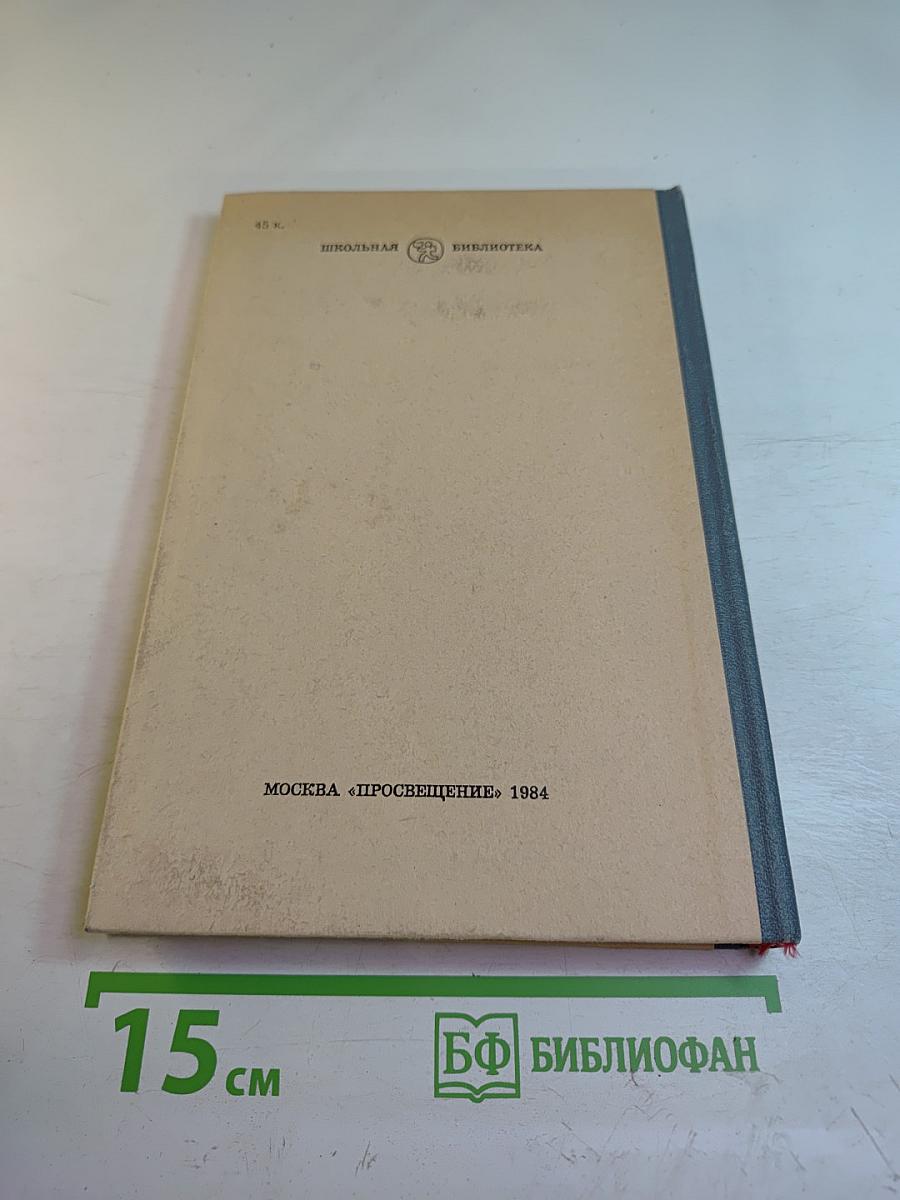 45 к.
ШКОЛЬНАЯ БИБЛИОТЕКА
МОСКВА «ПРОСВЕЩЕНИЕ» 1984
15 см
БФ БИБЛИОФАН